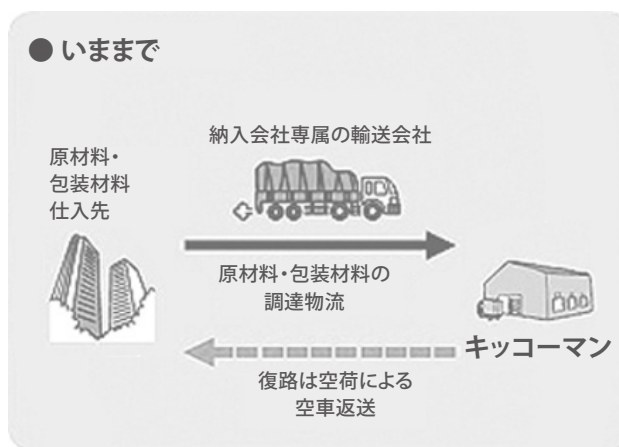 ● いままで
納入会社専属の輸送会社
原材料・
包装材料
仕入先
原材料・包装材料の
調達物流
キッコーマン
復路は空荷による
空車返送